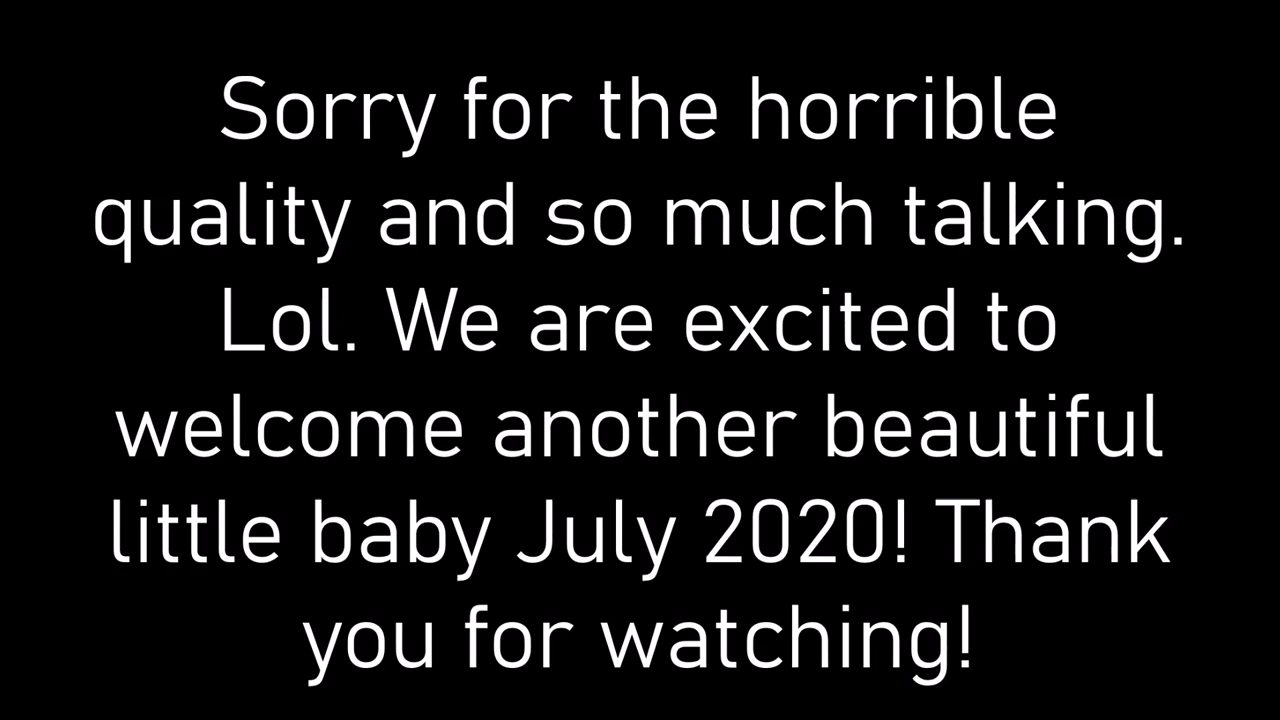 Sorry for the horrible
quality and so much talking.
Lol. We are excited to
welcome another beautiful
little baby July 2020! Thank
you for watching!